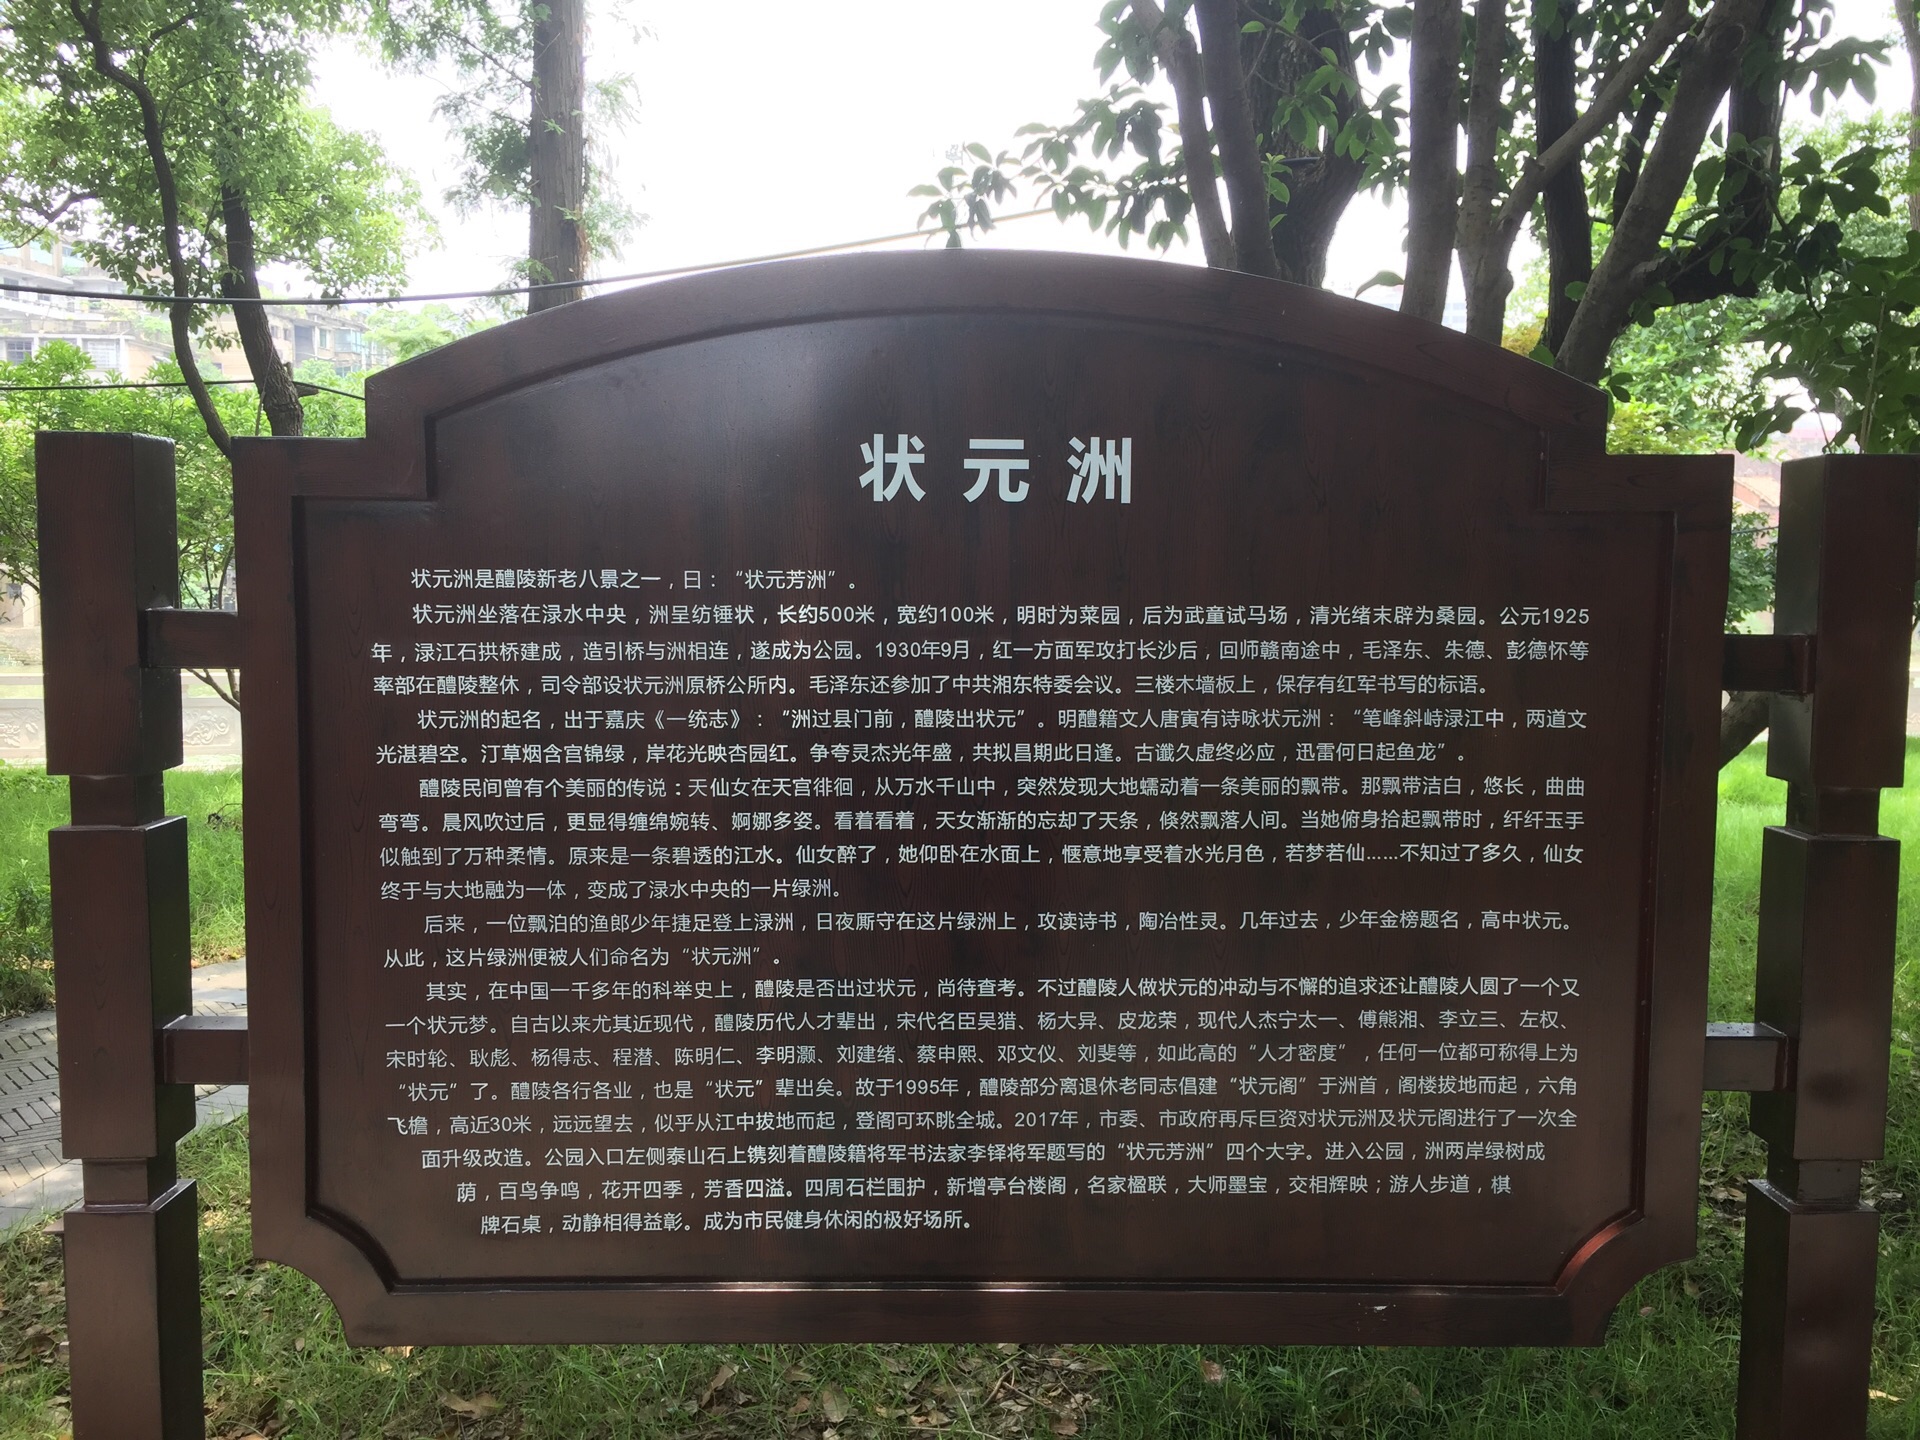 状元洲
状元洲是醴陵新老八景之一，曰：“状元芳洲”。
状元洲坐落在渌水中央，洲呈纺锤状，长约500米，宽约100米，明时为菜园，后为武童试马场，清光绪末辟为桑园。公元1925
年，渌江石拱桥建成，造引桥与洲相连，遂成为公园。1930年9月，红一方面军攻打长沙后，回师赣南途中，毛泽东、朱德、彭德怀等
率部在醴陵整休，司令部设状元洲原桥公所内。毛泽东还参加了中共湘东特委会议。三楼木墙板上，保存有红军书写的标语。
状元洲的起名，出于嘉庆《一统志》：“洲过县门前，醴陵出状元”。明醴籍文人唐寅有诗咏状元洲：“笔峰斜峙渌江中，两道文
光湛碧空。汀草烟含宫锦绿，岸花光映杏园红。争夸灵杰光年盛，共拟昌期此日逢。古谶久虚终必应，迅雷何日起鱼龙”。
醴陵民间曾有个美丽的传说：天仙女在天宫徘徊，从万水千山中，突然发现大地蠕动着一条美丽的飘带。那飘带洁白，悠长，曲曲
弯弯。晨风吹过后，更显得缠绵婉转、婀娜多姿。看着看着，天女渐渐的忘却了天条，倏然飘落人间。当她俯身拾起飘带时，纤纤玉手
似触到了万种柔情。原来是一条碧透的江水。仙女醉了，她仰卧在水面上，惬意地享受着水光月色，若梦若仙……不知过了多久，仙女
终于与大地融为一体，变成了渌水中央的一片绿洲。
后来，一位飘泊的渔郎少年捷足登上渌洲，日夜厮守在这片绿洲上，攻读诗书，陶冶性灵。几年过去，少年金榜题名，高中状元。
从此，这片绿洲便被人们命名为“状元洲”。
其实，在中国一千多年的科举史上，醴陵是否出过状元，尚待查考。不过醴陵人做状元的冲动与不懈的追求还让醴陵人圆了一个又
一个状元梦。自古以来尤其近现代，醴陵历代人才辈出，宋代名臣吴猎、杨大异、皮龙荣，现代人杰宁太一、傅熊湘、李立三、左权、
宋时轮、耿彪、杨得志、程潜、陈明仁、李明灏、刘建绪、蔡申熙、邓文仪、刘斐等，如此高的“人才密度”，任何一位都可称得上为
“状元”了。醴陵各行各业，也是“状元”辈出矣。故于1995年，醴陵部分离退休老同志倡建“状元阁”于洲首，阁楼拔地而起，六角
飞檐，高近30米，远远望去，似乎从江中拔地而起，登阁可环眺全城。2017年，市委、市政府再斥巨资对状元洲及状元阁进行了一次全
面升级改造。公园入口左侧泰山石上镌刻着醴陵籍将军书法家李铎将军题写的“状元芳洲”四个大字。进入公园，洲两岸绿树成
荫，百鸟争鸣，花开四季，芳香四溢。四周石栏围护，新增亭台楼阁，名家楹联，大师墨宝，交相辉映；游人步道，棋
牌石桌，动静相得益彰。成为市民健身休闲的极好场所。